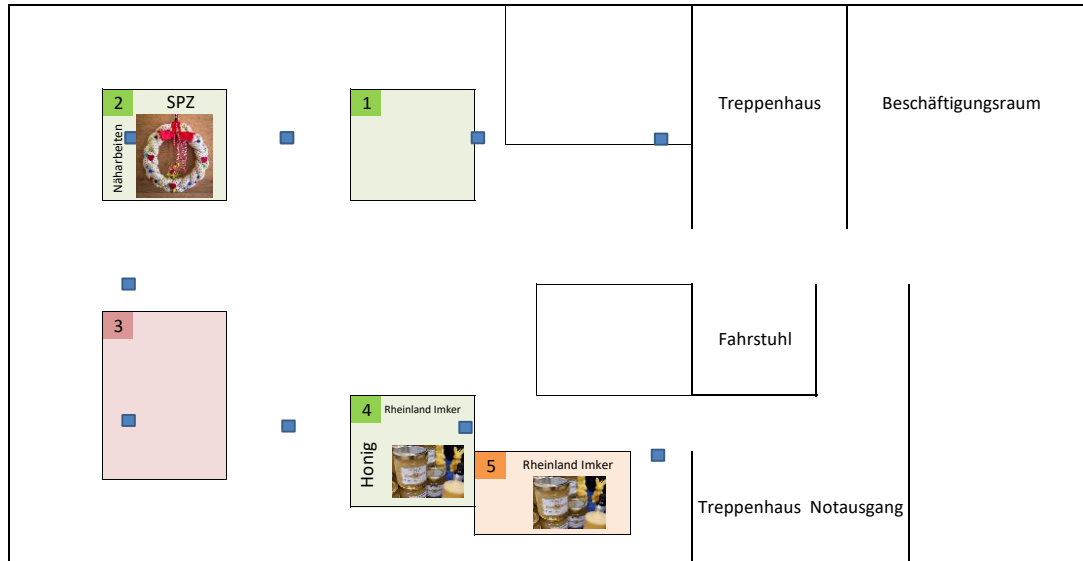 2 SPZ
Näharbeiten
1
Treppenhaus
Beschäftigungsraum
3
Fahrstuhl
4 Rheinland Imker
Honig
5 Rheinland Imker
Treppenhaus Notausgang